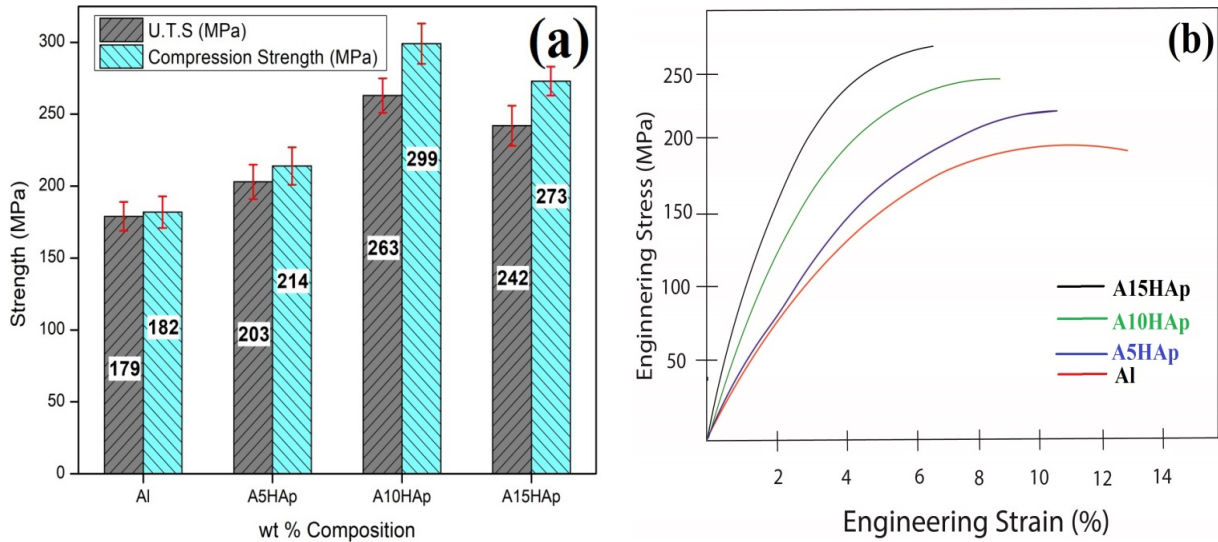 (a)
U.T.S (MPa)
Compression Strength (MPa)
300
250
200
150
100
50
0
Strength (MPa)
179
182
203
214
263
299
242
273
Al
A5HAp
A10HAp
A15HAp
wt % Composition
(b)
250
200
150
100
50
Enginnering Stress (MPa)
A15HAp
A10HAp
A5HAp
Al
2 4 6 8 10 12 14
Engineering Strain (%)